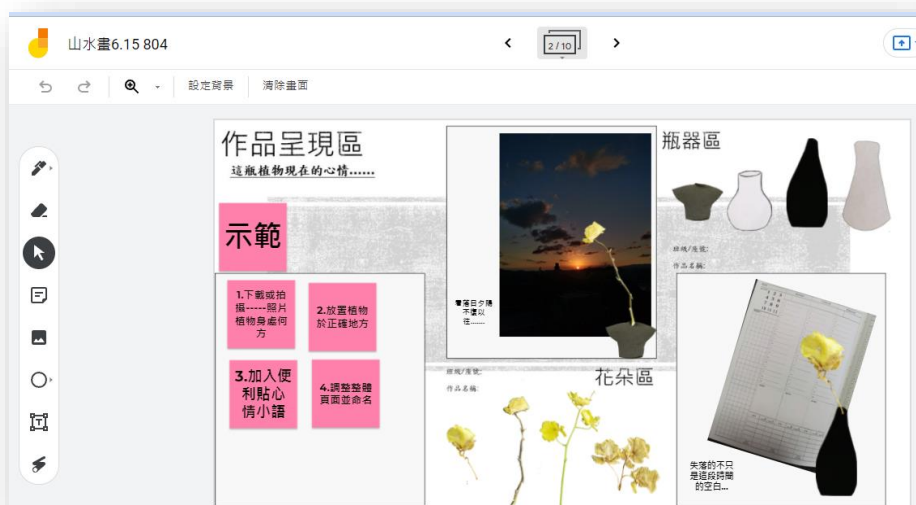 山水畫6.15 804
2 / 10
設定背景
清除畫面
作品呈現區
這瓶植物現在的心情......
示範
1.下載或拍
攝-----照片
植物身處何
方
2.放置植物
於正確地方
3.加入便
利貼心
情小語
4.調整整體
頁面並命名
看落日夕陽
不復以
往......
班級/座號:
作品名稱:
花朵區
瓶器區
班級/座號:
作品名稱:
失落的不只
是這段時間
的空白...